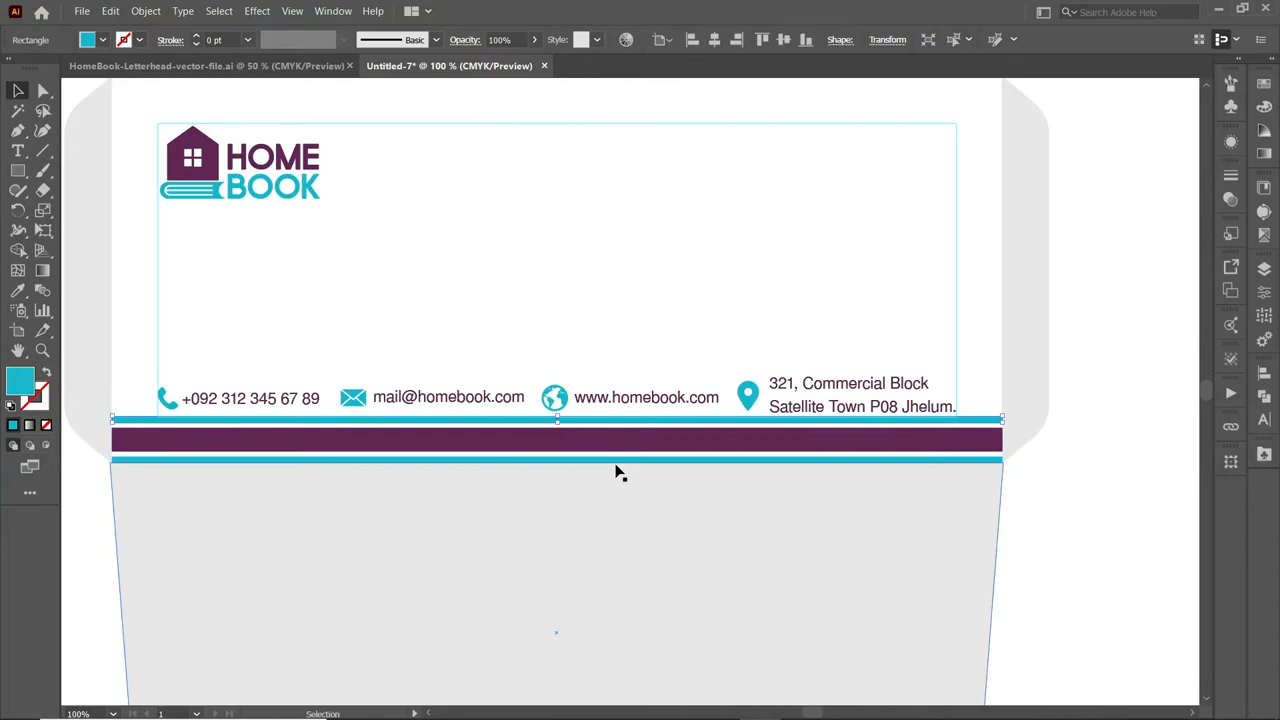 Ai
File Edit Object Type Select Effect View Window Help
Search Adobe Help
Rectangle
Stroke: 0 pt
Basic
Opacity: 100%
Style:
Shape:
Transform
HomeBook-Letterhead-vector-file.ai @ 50 % (CMYK/Preview) ×
Untitled-7* @ 100 % (CMYK/Preview) ×
HOME
BOOK
+092 312 345 67 89
mail@homebook.com
www.homebook.com
321, Commercial Block
Satellite Town P08 Jhelum.
100%
1
Selection